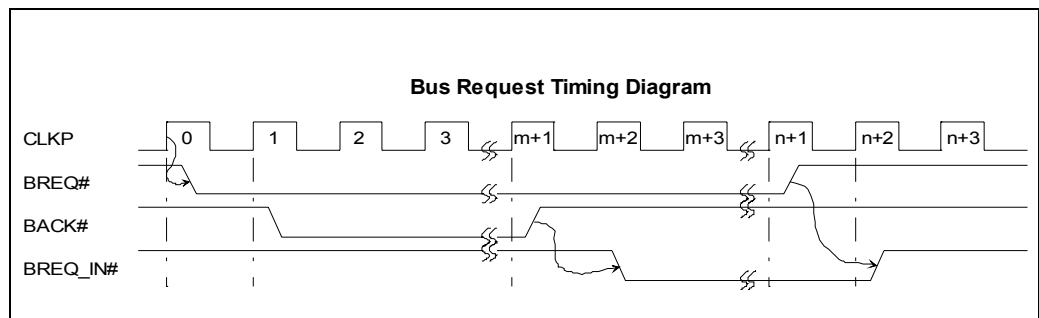 Bus Request Timing Diagram
CLKP 0 1 2 3 m+1 m+2 m+3 n+1 n+2 n+3
BREQ#
BACK#
BREQ_IN#